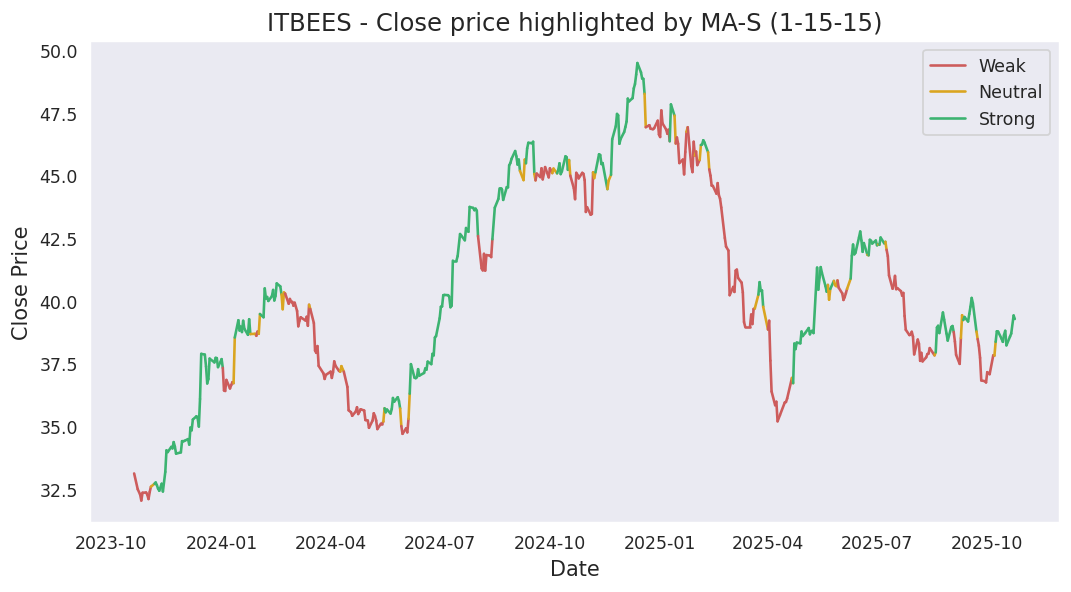 ITBEES - Close price highlighted by MA-S (1-15-15)
Weak
Neutral
Strong
Close Price
50.0
47.5
45.0
42.5
40.0
37.5
35.0
32.5
2023-10 2024-01 2024-04 2024-07 2024-10 2025-01 2025-04 2025-07 2025-10
Date